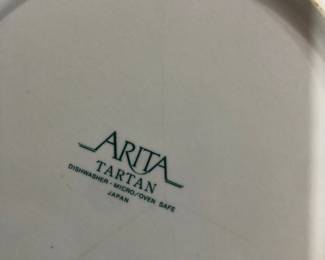 ARITA
TARTAN
DISHWASHER - MICRO/OVEN SAFE
JAPAN